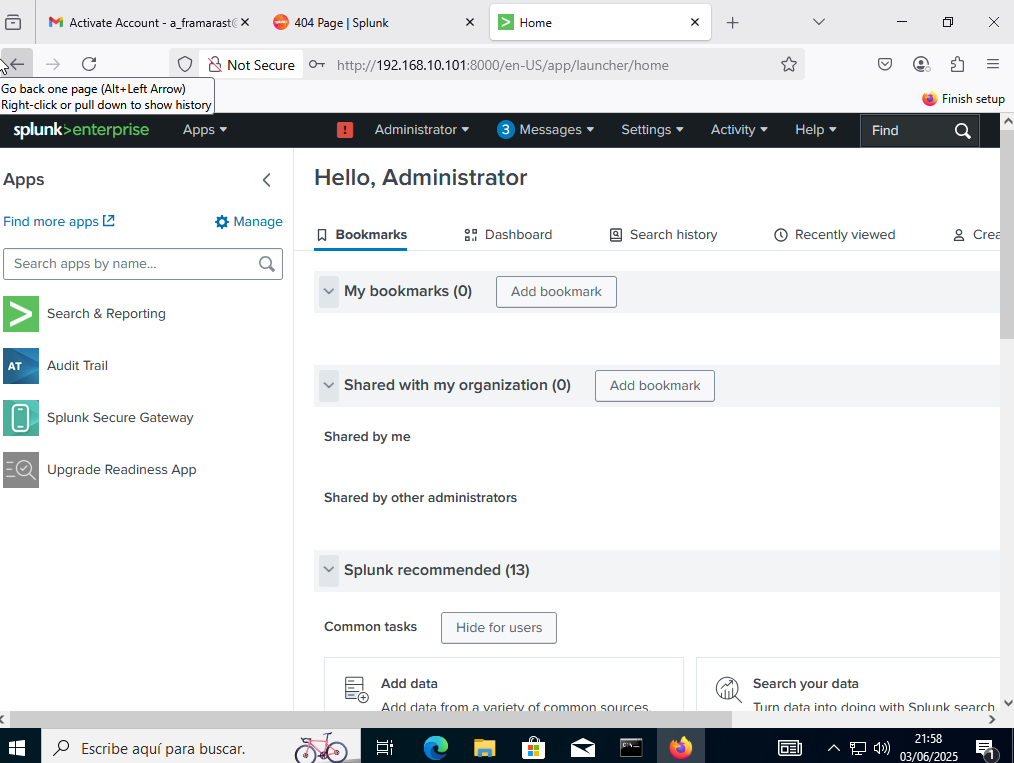 Activate Account - a_framarast@
404 Page | Splunk
Home
Not Secure
http://192.168.10.101:8000/en-US/app/launcher/home
Go back one page (Alt+Left Arrow)
Right-click or pull down to show history
Finish setup
splunk>enterprise
Apps
!
Administrator
3
Messages
Settings
Activity
Help
Find
Apps
Hello, Administrator
Find more apps
Manage
Bookmarks
Dashboard
Search history
Recently viewed
Crea
Search apps by name...
My bookmarks (0)
Add bookmark
Search & Reporting
AT
Audit Trail
Shared with my organization (0)
Add bookmark
Splunk Secure Gateway
Shared by me
Upgrade Readiness App
Shared by other administrators
Splunk recommended (13)
Common tasks
Hide for users
Add data
Add data from a variety of common sources.
Search your data
Turn data into doing with Splunk search.
Escribe aquí para buscar.
21:58
03/06/2025
1